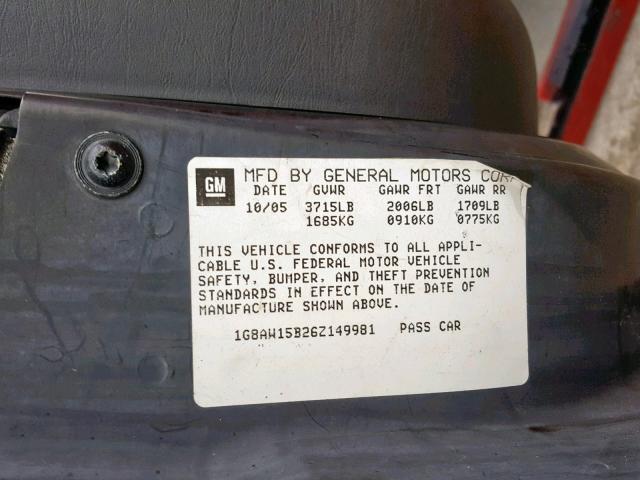 GM MFD BY GENERAL MOTORS CORP
DATE GVWR GAWR FRT GAWR RR
10/05 3715LB 2006LB 1709LB
1685KG 0910KG 0775KG
THIS VEHICLE CONFORMS TO ALL APPLI-
CABLE U.S. FEDERAL MOTOR VEHICLE
SAFETY, BUMPER, AND THEFT PREVENTION
STANDARDS IN EFFECT ON THE DATE OF
MANUFACTURE SHOWN ABOVE.
1G8AW15B26Z149981 PASS CAR